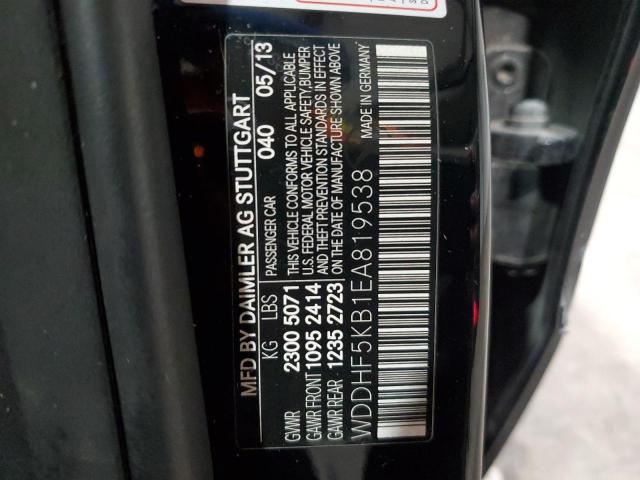 MFD BY DAIMLER AG STUTTGART
KG LBS PASSENGER CAR 040 05/13
GVWR 2300 5071 THIS VEHICLE CONFORMS TO ALL APPLICABLE
GAWR FRONT 1095 2414 U.S. FEDERAL MOTOR VEHICLE SAFETY, BUMPER
GAWR REAR 1235 2723 AND THEFT PREVENTION STANDARDS IN EFFECT
ON THE DATE OF MANUFACTURE SHOWN ABOVE
WDDHF5KB1EA819538 MADE IN GERMANY